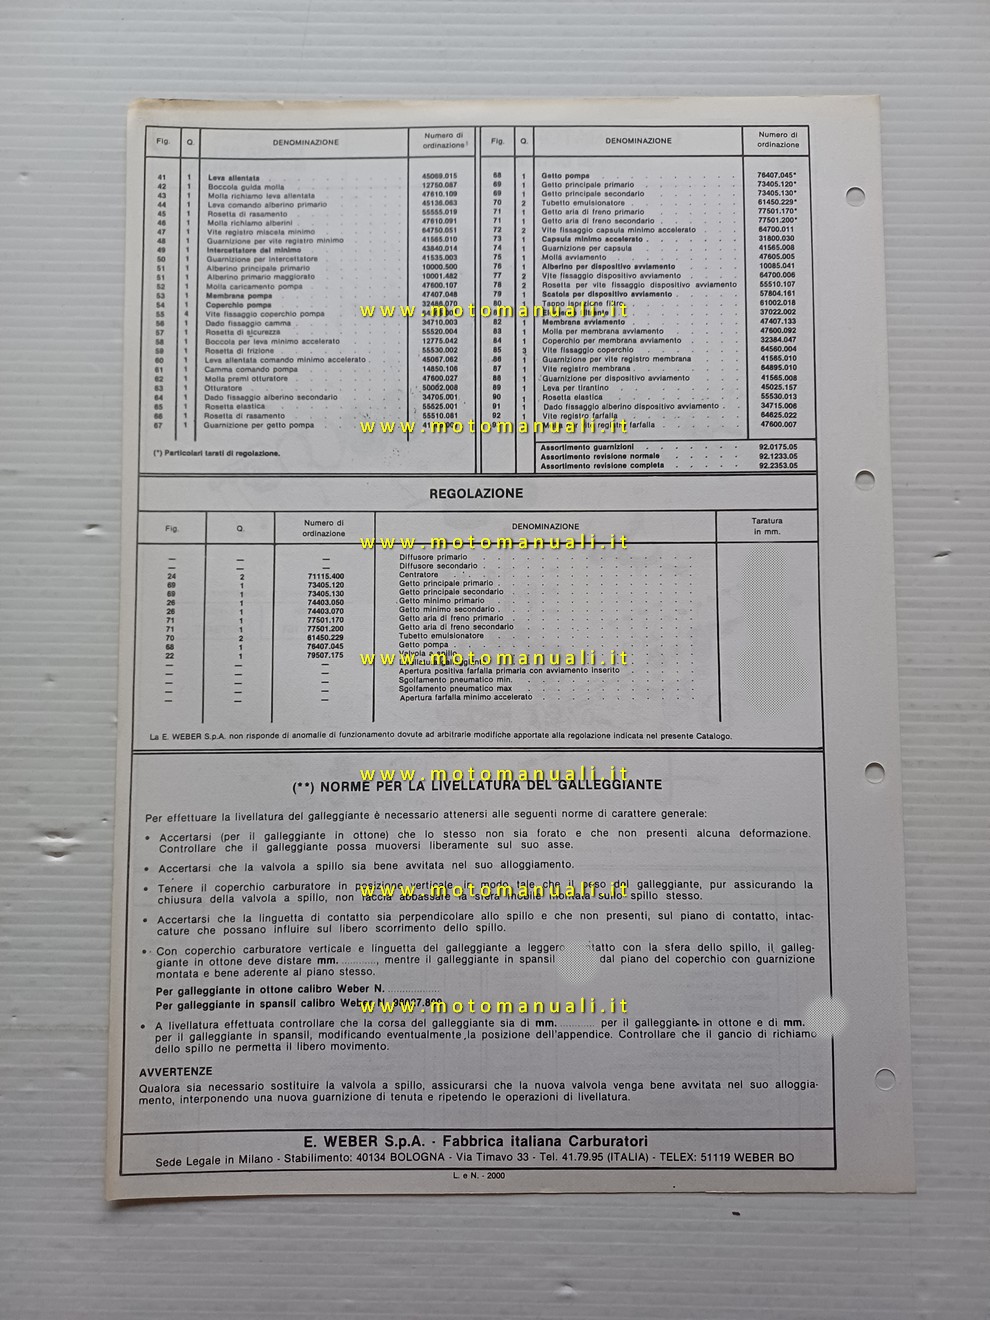 Fig. Q. DENOMINAZIONE Numero di ordinazione
41 1 Leva allentata 45069.015
42 1 Boccola guida molla 12750.087
43 1 Molla richiamo leva allentata 47610.109
44 1 Leva comando alberino primario 45136.063
45 1 Rosetta di rasamento 55555.019
46 1 Molla richiamo alberini 47610.091
47 1 Vite registro miscela minimo 64750.051
48 1 Guarnizione per vite registro minimo 41565.010
49 1 Intercettatore del minimo 43840.014
50 1 Guarnizione per intercettatore 41535.003
51 1 Alberino principale primario 10000.500
51 1 Alberino primario maggiorato 10001.482
52 1 Molla caricamento pompa 47600.107
53 1 Membrana pompa 47407.048
54 1 Coperchio pompa 32486.070
55 4 Vite fissaggio coperchio pompa
56 1 Dado fissaggio camma 34710.003
57 1 Rosetta di sicurezza 55520.004
58 1 Boccola per leva minimo accelerato 12775.042
59 1 Rosetta di frizione 55530.002
60 1 Leva allentata comando minimo accelerato 45067.062
61 1 Camma comando pompa 14850.106
62 1 Molla premi otturatore 47600.027
63 1 Otturatore 50062.008
64 1 Dado fissaggio alberino secondario 34705.001
65 1 Rosetta elastica 55525.001
66 1 Rosetta di rasamento 55510.081
67 1 Guarnizione per getto pompa
(*) Particolari tarati di regolazione.
Fig. Q. DENOMINAZIONE Numero di ordinazione
68 1 Getto pompa 76407.045*
69 1 Getto principale primario 73405.120*
69 1 Getto principale secondario 73405.130*
70 2 Tubetto emulsionatore 61450.229*
71 1 Getto aria di freno primario 77501.170*
71 1 Getto aria di freno secondario 77501.200*
72 2 Vite fissaggio capsula minimo accelerato 64700.011
73 1 Capsula minimo accelerato 31800.030
74 1 Guarnizione per capsula 41565.008
75 1 Molla avviamento 47605.005
76 1 Alberino per dispositivo avviamento 10085.041
77 2 Vite fissaggio dispositivo avviamento 64700.006
78 2 Rosetta per vite fissaggio dispositivo avviamento 55510.107
79 1 Scatola per dispositivo avviamento 57804.161
80 1 Tappo ispezione filtro 61002.018
37022.002
82 1 Membrana avviamento 47407.133
83 1 Molla per membrana 47600.092
84 1 Coperchio per membrana avviamento 32384.047
85 3 Vite fissaggio coperchio 64560.004
86 1 Guarnizione per vite registro membrana 41565.010
87 1 Vite registro membrana 64895.010
88 1 Guarnizione per dispositivo avviamento 41565.008
89 1 Leva per tirantino 45025.157
90 1 Rosetta elastica 55530.013
91 1 Dado fissaggio alberino dispositivo avviamento 34715.006
92 1 Vite registro farfalla 64625.022
registro farfalla 47600.007
Assortimento guarnizioni 92.0175.05
Assortimento revisione normale 92.1233.05
Assortimento revisione completa 92.2353.05
REGOLAZIONE
Fig. Q. Numero di ordinazione DENOMINAZIONE Taratura in mm.
— — — Diffusore primario
— — — Diffusore secondario
24 2 71115.400 Centratore
69 1 73405.120 Getto principale primario
69 1 73405.130 Getto principale secondario
26 1 74403.050 Getto minimo primario
26 1 74403.070 Getto minimo secondario
71 1 77501.170 Getto aria di freno primario
71 1 77501.200 Getto aria di freno secondario
70 2 61450.229 Tubetto emulsionatore
68 1 76407.045 Getto pompa
22 1 79507.175 Valvola a spillo
— — —
— — — Apertura positiva farfalla primaria con avviamento inserito
— — — Sgolfamento pneumatico min.
— — — Sgolfamento pneumatico max
— — — Apertura farfalla minimo accelerato
La E. WEBER S.p.A. non risponde di anomalie di funzionamento dovute ad arbitrarie modifiche apportate alla regolazione indicata nel presente Catalogo.
(**) NORME PER LA LIVELLATURA DEL GALLEGGIANTE
Per effettuare la livellatura del galleggiante è necessario attenersi alle seguenti norme di carattere generale:
• Accertarsi (per il galleggiante in ottone) che lo stesso non sia forato e che non presenti alcuna deformazione.
Controllare che il galleggiante possa muoversi liberamente sul suo asse.
• Accertarsi che la valvola a spillo sia bene avvitata nel suo alloggiamento.
• Tenere il coperchio carburatore in posizione verticale in modo tale che il peso del galleggiante, pur assicurando la
chiusura della valvola a spillo, non faccia abbassare la sfera mobile montata sullo spillo stesso.
• Accertarsi che la linguetta di contatto sia perpendicolare allo spillo e che non presenti, sul piano di contatto, intac-
cature che possano influire sul libero scorrimento dello spillo.
• Con coperchio carburatore verticale e linguetta del galleggiante a leggero tatto con la sfera dello spillo, il galleg-
giante in ottone deve distare mm. .........., mentre il galleggiante in spansil dal piano del coperchio con guarnizione
montata e bene aderente al piano stesso.
Per galleggiante in ottone calibro Weber N. ................
Per galleggiante in spansil calibro Weber N.
• A livellatura effettuata controllare che la corsa del galleggiante sia di mm. .......... per il galleggiante in ottone e di mm.
per il galleggiante in spansil, modificando eventualmente la posizione dell'appendice. Controllare che il gancio di richiamo
dello spillo ne permetta il libero movimento.
AVVERTENZE
Qualora sia necessario sostituire la valvola a spillo, assicurarsi che la nuova valvola venga bene avvitata nel suo alloggia-
mento, interponendo una nuova guarnizione di tenuta e ripetendo le operazioni di livellatura.
E. WEBER S.p.A. - Fabbrica italiana Carburatori
Sede Legale in Milano - Stabilimento: 40134 BOLOGNA - Via Timavo 33 - Tel. 41.79.95 (ITALIA) - TELEX: 51119 WEBER BO
L. e N. - 2000
www.motomanuali.it
www.motomanuali.it
www.motomanuali.it
www.motomanuali.it
www.motomanuali.it
www.motomanuali.it
www.motomanuali.it